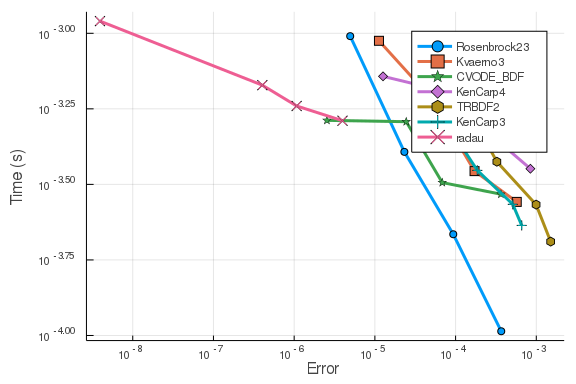 10^-3.00
10^-3.25
10^-3.50
10^-3.75
10^-4.00
Time (s)
Rosenbrock23
Kvaerno3
CVODE_BDF
KenCarp4
TRBDF2
KenCarp3
radau
10^-8 10^-7 10^-6 10^-5 10^-4 10^-3
Error